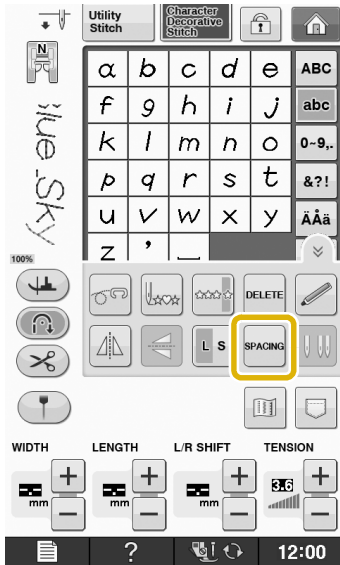 Utility Stitch
Character Decorative Stitch
N
a b c d e ABC
f g h i j abc
k l m n o 0~9,.
p q r s t &?!
u v w x y ÄÅä
z ’ _
Blue Sky
100%
DELETE
L S SPACING
WIDTH LENGTH L/R SHIFT TENSION
--.-- mm + − --.-- mm + − --.-- mm + − 3.6 + −
? 12:00